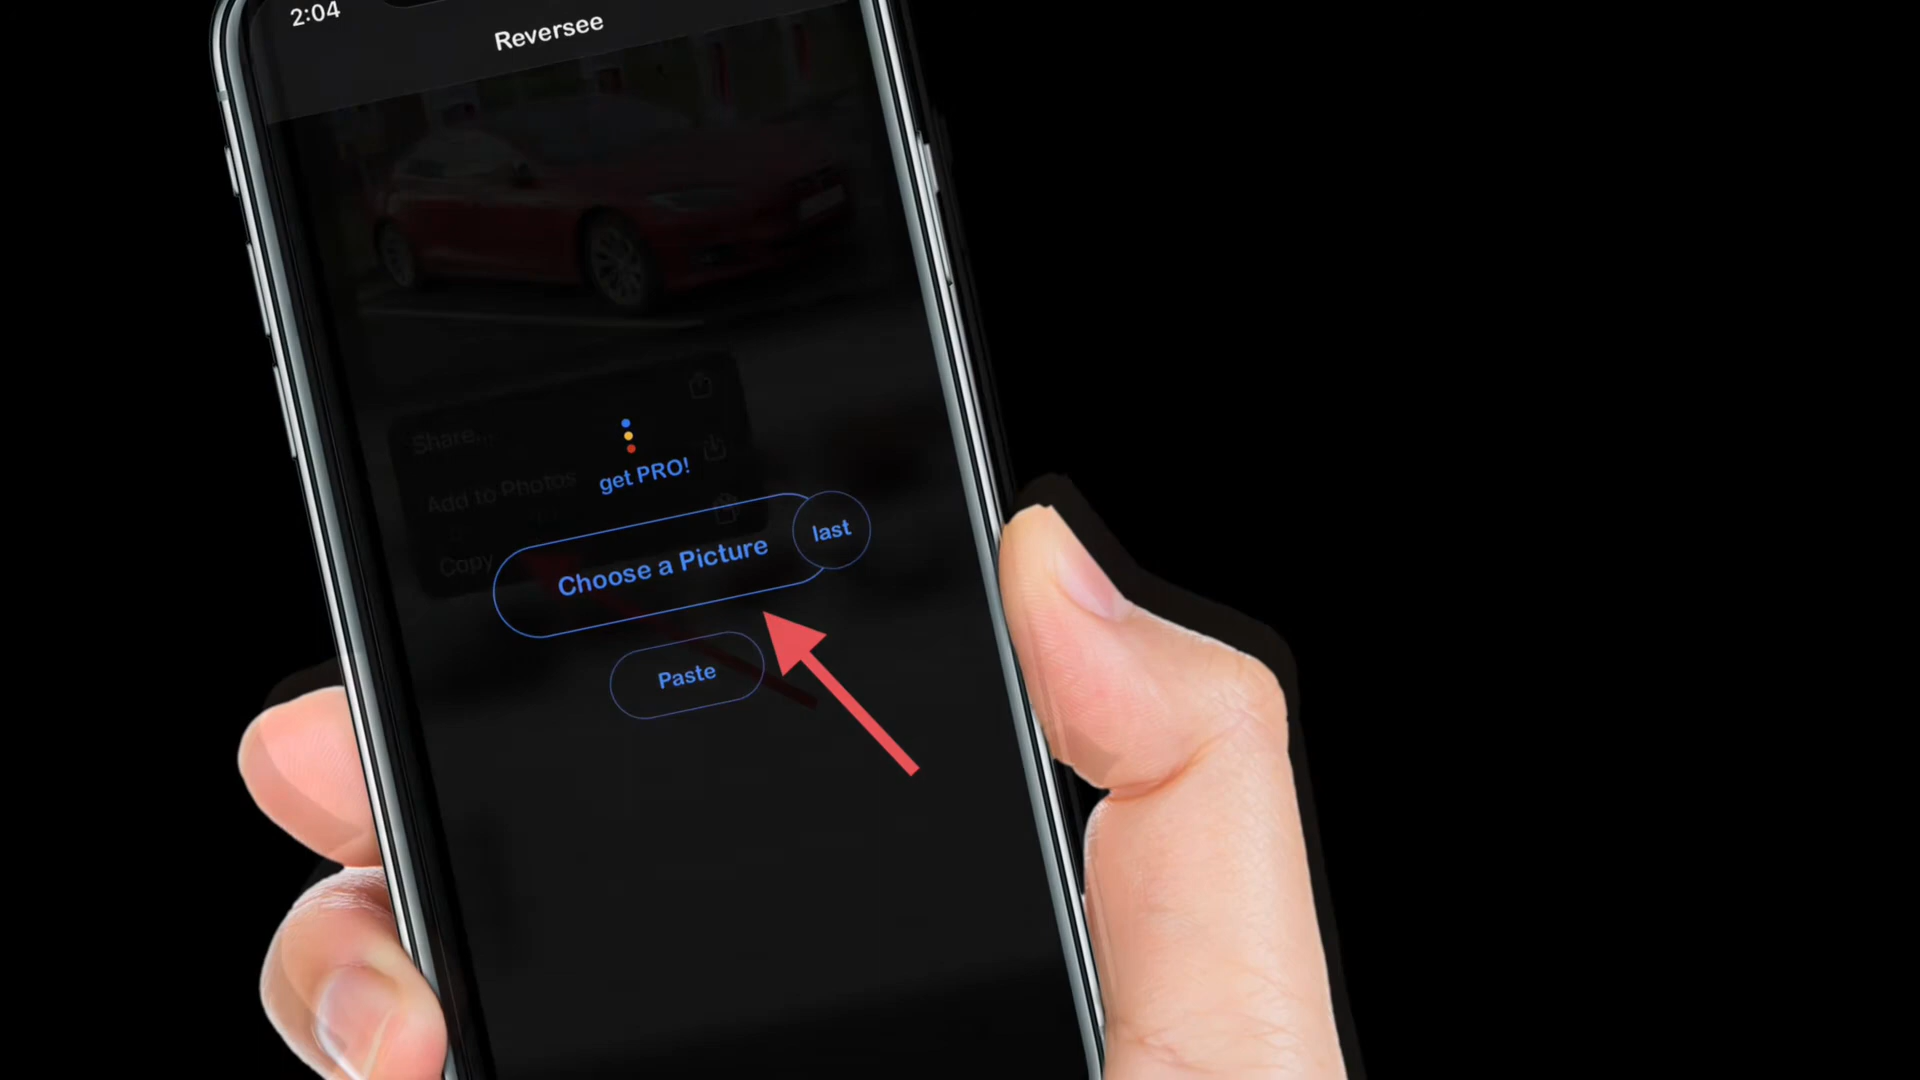 2:04
Reversee
Share...
Add to Photos
Copy
get PRO!
Choose a Picture
last
Paste